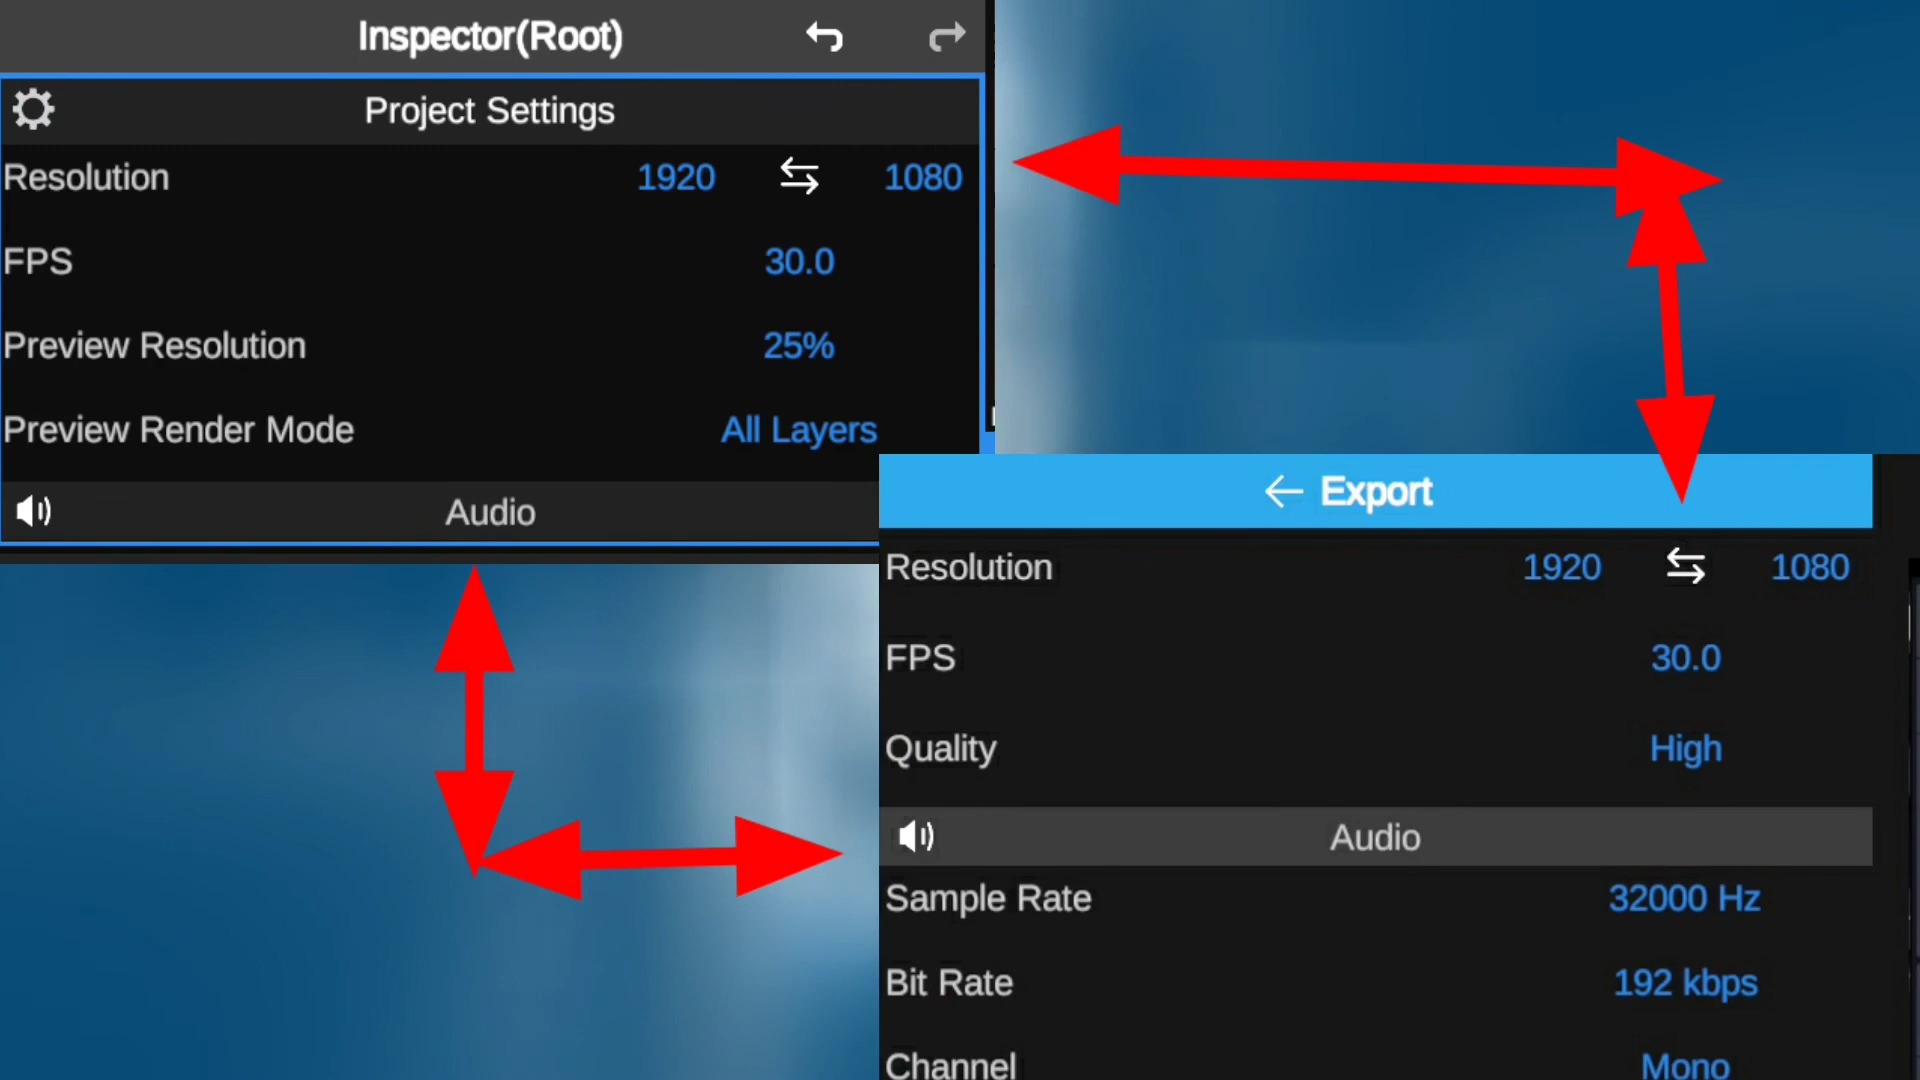 Inspector(Root)
Project Settings
Resolution 1920 1080
FPS 30.0
Preview Resolution 25%
Preview Render Mode All Layers
Audio
Export
Resolution 1920 1080
FPS 30.0
Quality High
Audio
Sample Rate 32000 Hz
Bit Rate 192 kbps
Channel Mono